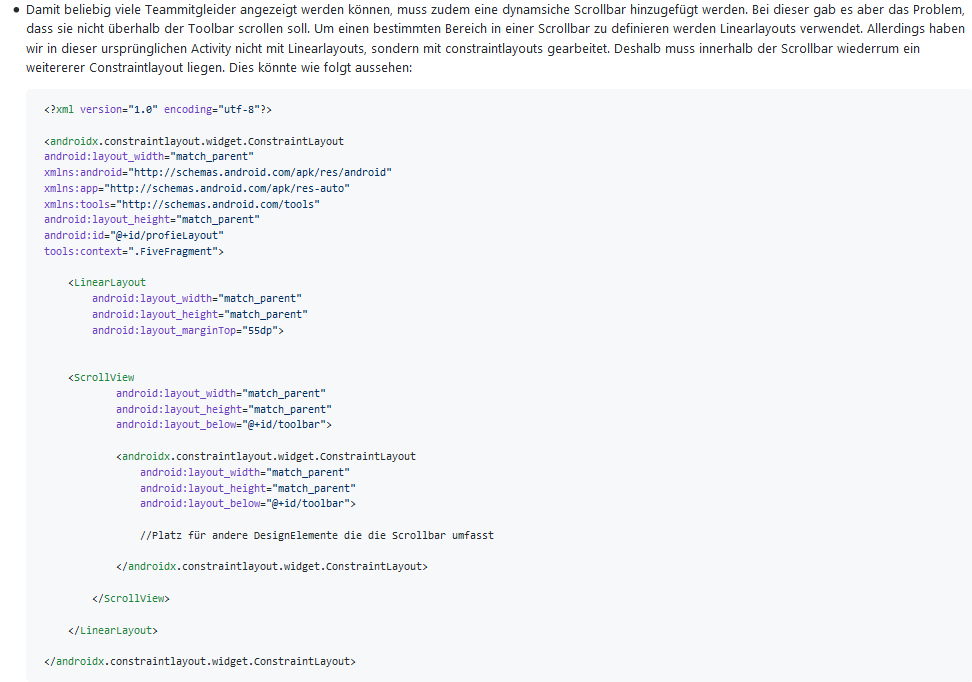 Damit beliebig viele Teammitgleider angezeigt werden können, muss zudem eine dynamsiche Scrollbar hinzugefügt werden. Bei dieser gab es aber das Problem,
dass sie nicht überhalb der Toolbar scrollen soll. Um einen bestimmten Bereich in einer Scrollbar zu definieren werden Linearlayouts verwendet. Allerdings haben
wir in dieser ursprünglichen Activity nicht mit Linearlayouts, sondern mit constraintlayouts gearbeitet. Deshalb muss innerhalb der Scrollbar wiederrum ein
weitererer Constraintlayout liegen. Dies könnte wie folgt aussehen:
<?xml version="1.0" encoding="utf-8"?>
<androidx.constraintlayout.widget.ConstraintLayout
android:layout_width="match_parent"
xmlns:android="http://schemas.android.com/apk/res/android"
xmlns:app="http://schemas.android.com/apk/res-auto"
xmlns:tools="http://schemas.android.com/tools"
android:layout_height="match_parent"
android:id="@+id/profieLayout"
tools:context=".FiveFragment">
<LinearLayout
android:layout_width="match_parent"
android:layout_height="match_parent"
android:layout_marginTop="55dp">
<ScrollView
android:layout_width="match_parent"
android:layout_height="match_parent"
android:layout_below="@+id/toolbar">
<androidx.constraintlayout.widget.ConstraintLayout
android:layout_width="match_parent"
android:layout_height="match_parent"
android:layout_below="@+id/toolbar">
//Platz für andere DesignElemente die die Scrollbar umfasst
</androidx.constraintlayout.widget.ConstraintLayout>
</ScrollView>
</LinearLayout>
</androidx.constraintlayout.widget.ConstraintLayout>